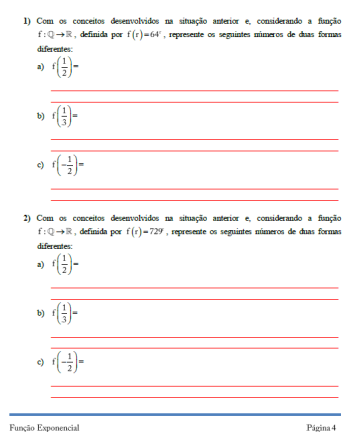 1) Com os conceitos desenvolvidos na situação anterior e, considerando a função
f : ℚ → ℝ, definida por f(r)=64ʳ, represente os seguintes números de duas formas
diferentes:
a) f(1/2)=
b) f(1/3)=
c) f(-1/2)=
2) Com os conceitos desenvolvidos na situação anterior e, considerando a função
f : ℚ → ℝ, definida por f(r)=729ʳ, represente os seguintes números de duas formas
diferentes:
a) f(1/2)=
b) f(1/3)=
c) f(-1/2)=
Função Exponencial Página 4